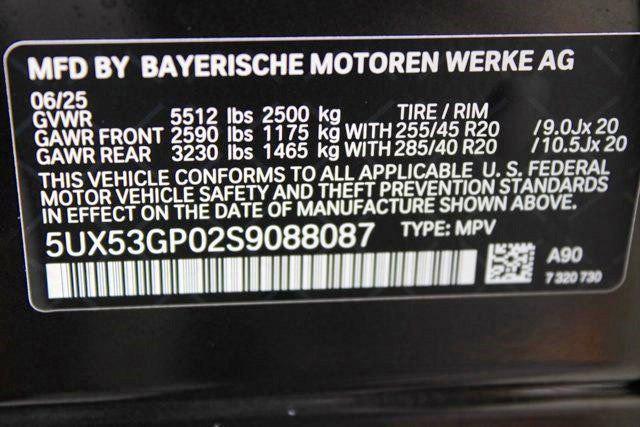 MFD BY BAYERISCHE MOTOREN WERKE AG
06/25
GVWR 5512 lbs 2500 kg TIRE / RIM
GAWR FRONT 2590 lbs 1175 kg WITH 255/45 R20 /9.0Jx 20
GAWR REAR 3230 lbs 1465 kg WITH 285/40 R20 /10.5Jx 20
THIS VEHICLE CONFORMS TO ALL APPLICABLE U. S. FEDERAL
MOTOR VEHICLE SAFETY AND THEFT PREVENTION STANDARDS
IN EFFECT ON THE DATE OF MANUFACTURE SHOWN ABOVE.
5UX53GP02S9088087 TYPE: MPV
A90
7 320 730